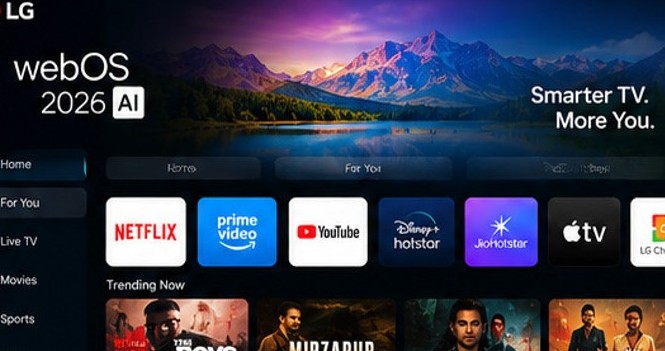 LG
webOS
2026 AI
Smarter TV.
More You.
Home
For You
Live TV
Movies
Sports
For You
NETFLIX
prime
video
YouTube
Disney+
hotstar
JioHotstar
tv
LG Ch
Trending Now
MIRZAPUR